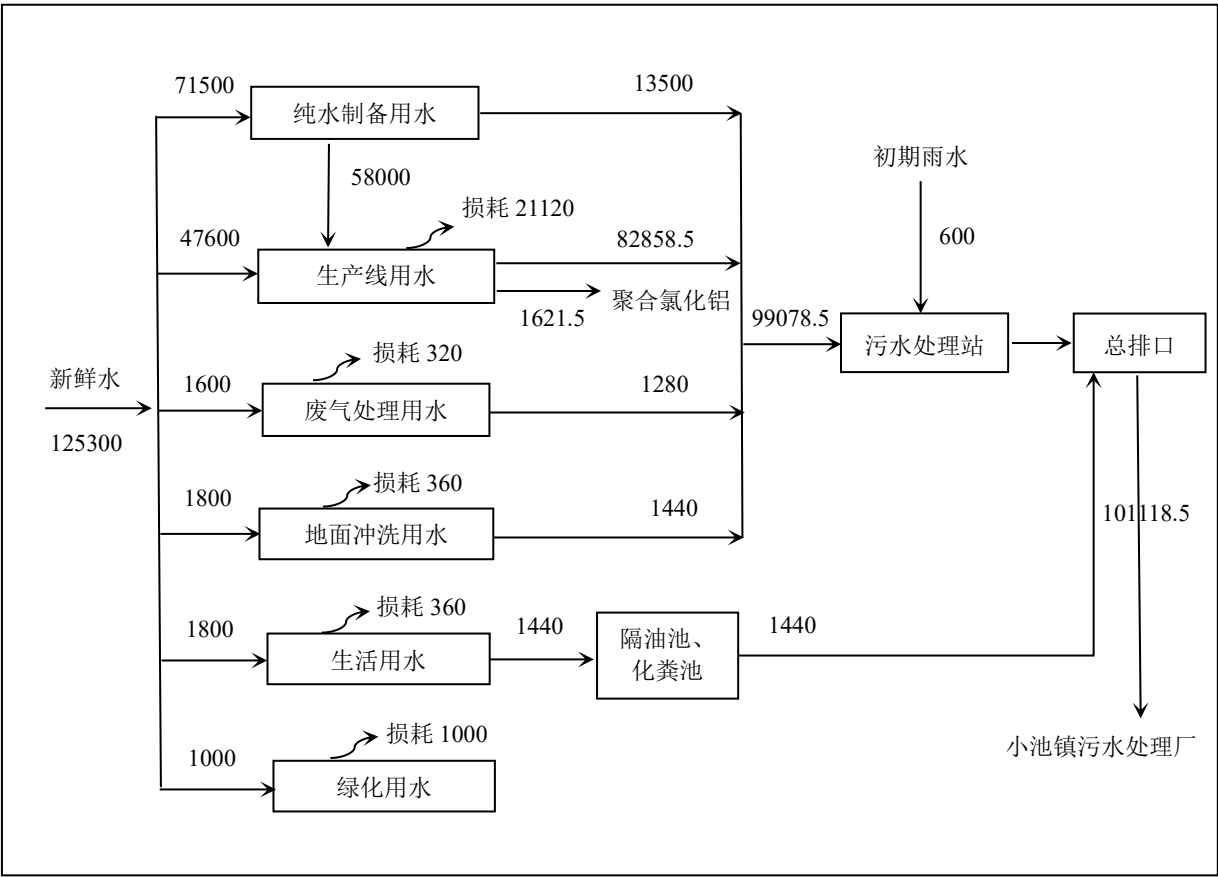 71500
纯水制备用水
13500
58000
初期雨水
600
47600
损耗 21120
生产线用水
82858.5
聚合氯化铝
1621.5
99078.5
污水处理站
总排口
新鲜水
125300
1600
损耗 320
废气处理用水
1280
1800
损耗 360
地面冲洗用水
1440
101118.5
1800
损耗 360
生活用水
1440
隔油池、
化粪池
1440
小池镇污水处理厂
1000
损耗 1000
绿化用水